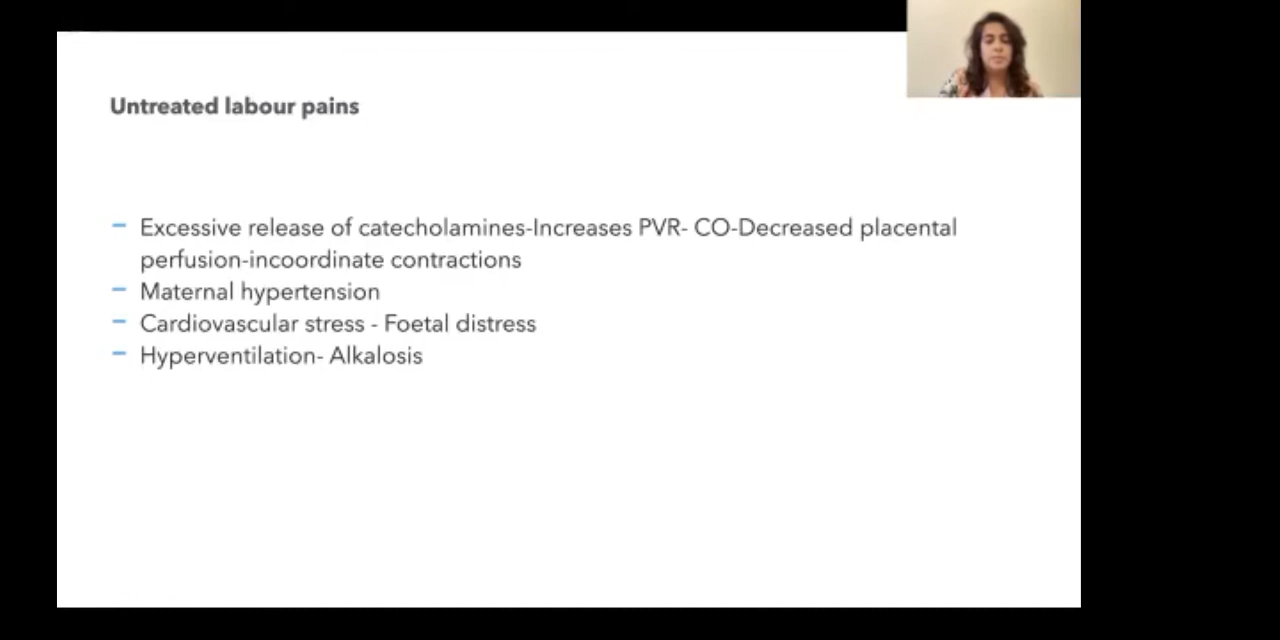 Untreated labour pains
– Excessive release of catecholamines-Increases PVR- CO-Decreased placental
perfusion-incoordinate contractions
– Maternal hypertension
– Cardiovascular stress - Foetal distress
– Hyperventilation- Alkalosis